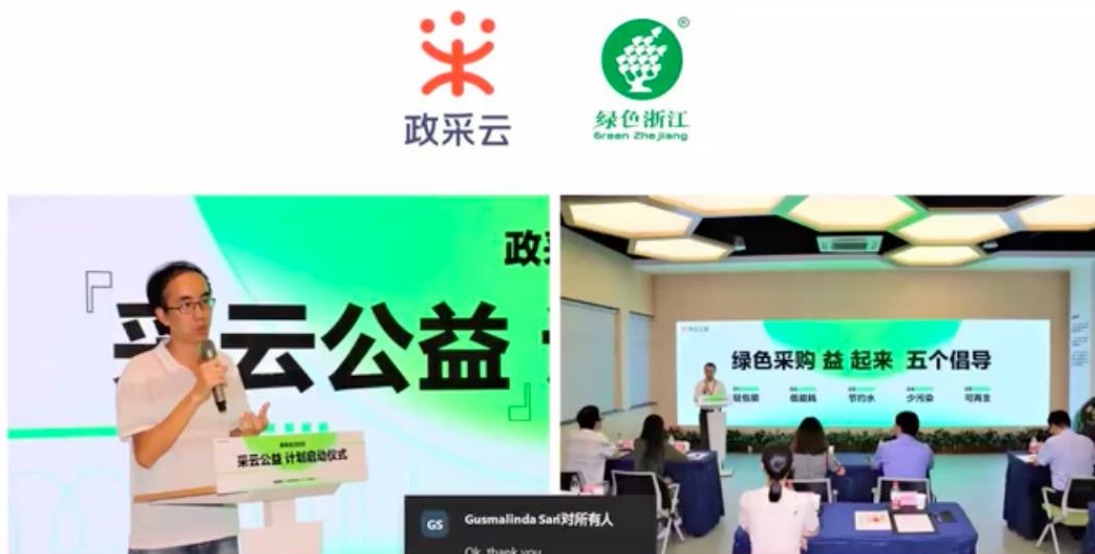 政采云
®
绿色浙江
Green Zhejiang
政采
『采云公益
』
采云公益 计划启动仪式
绿色采购 益 起来 五个倡导
轻包装
低能耗
节约水
少污染
可再生
GS
Gusmalinda Sari对所有人
Ok, thank you